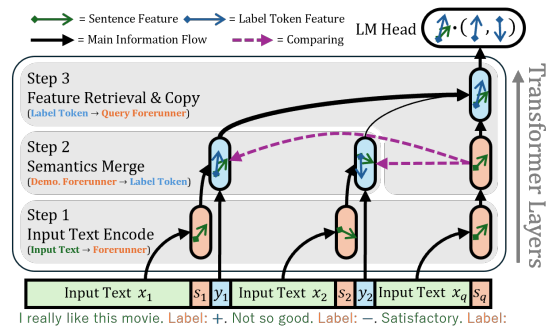 = Sentence Feature
= Label Token Feature
= Main Information Flow
= Comparing
LM Head
·( , )
Step 3
Feature Retrieval & Copy
(Label Token → Query Forerunner)
Step 2
Semantics Merge
(Demo. Forerunner → Label Token)
Step 1
Input Text Encode
(Input Text → Forerunner)
Transformer Layers
Input Text x₁ s₁ y₁ Input Text x₂ s₂ y₂ Input Text x_q s_q
I really like this movie. Label: +. Not so good. Label: −. Satisfactory. Label: